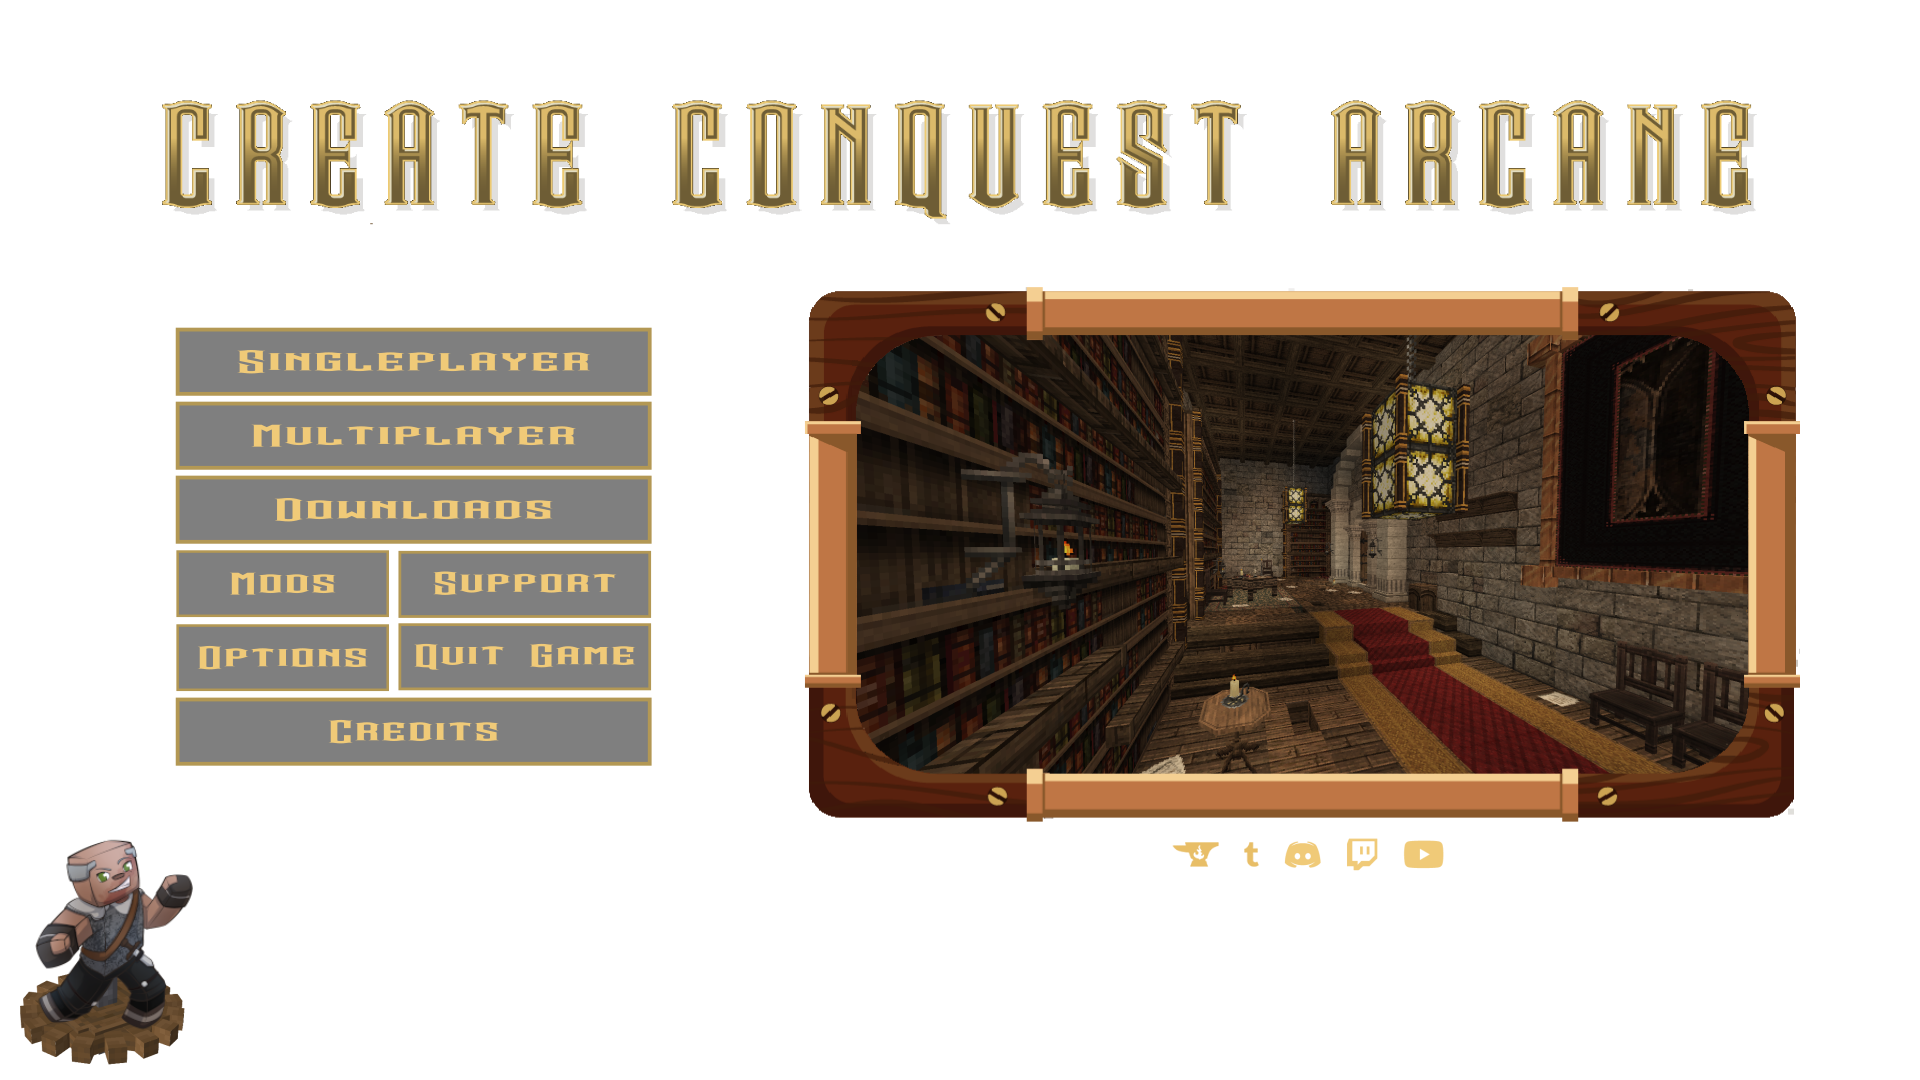 CREATE CONQUEST ARCANE
SINGLEPLAYER
MULTIPLAYER
DOWNLOADS
MODS
SUPPORT
OPTIONS
QUIT GAME
CREDITS
t